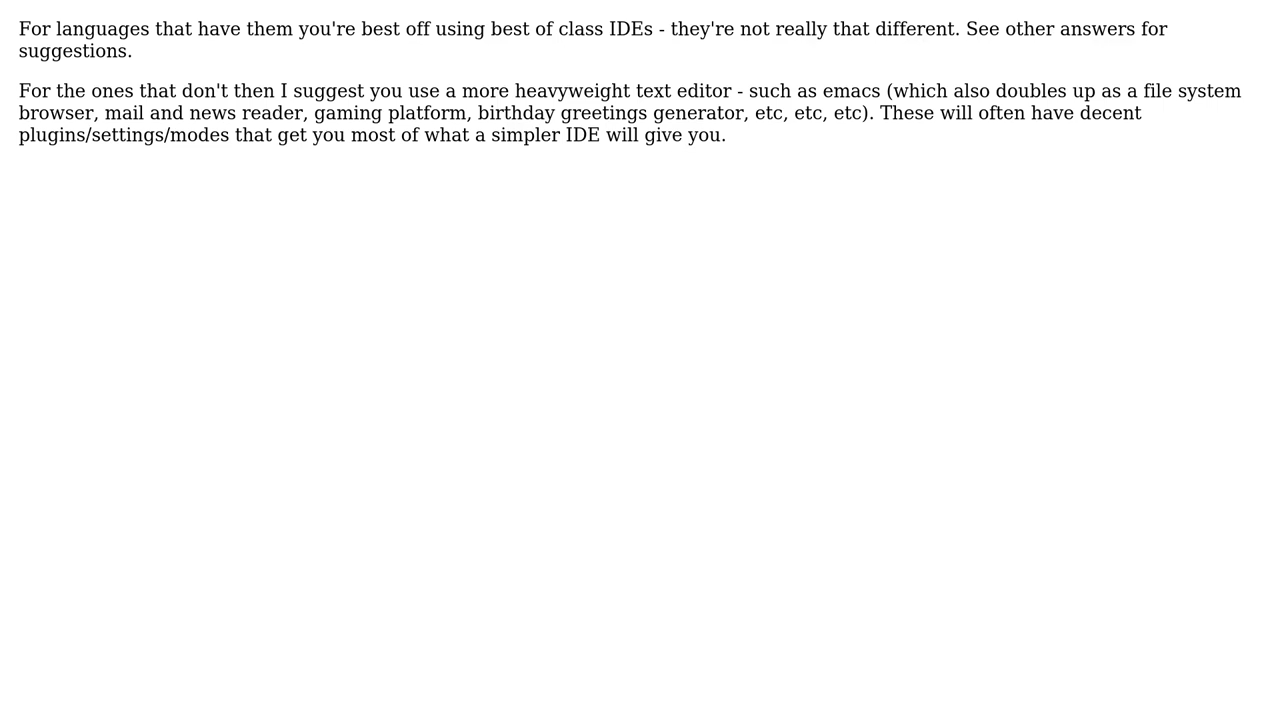 For languages that have them you're best off using best of class IDEs - they're not really that different. See other answers for
suggestions.
For the ones that don't then I suggest you use a more heavyweight text editor - such as emacs (which also doubles up as a file system
browser, mail and news reader, gaming platform, birthday greetings generator, etc, etc, etc). These will often have decent
plugins/settings/modes that get you most of what a simpler IDE will give you.